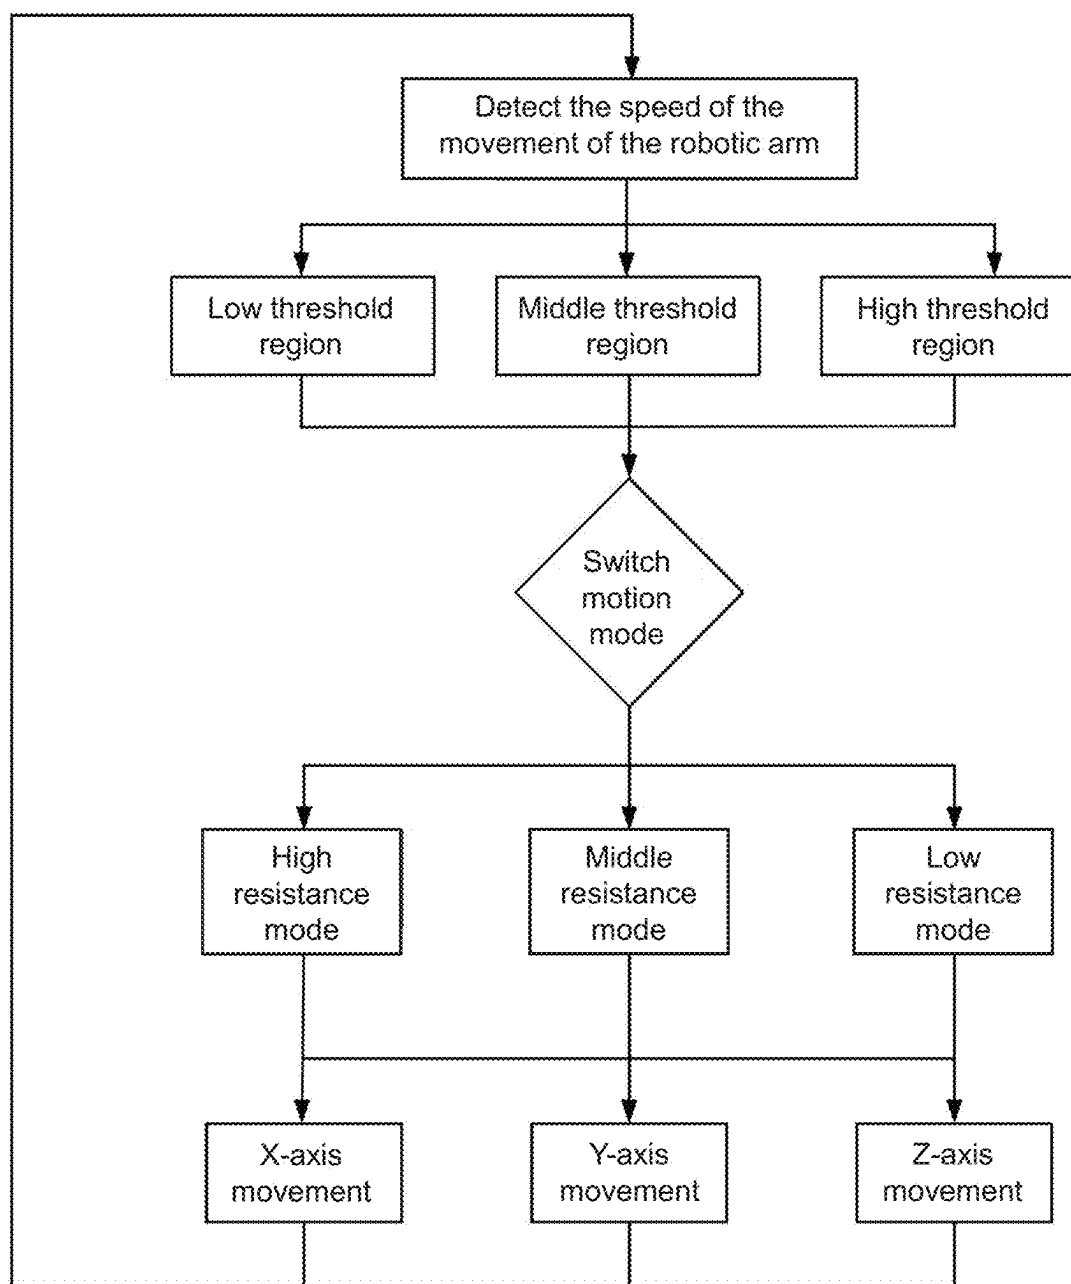 Detect the speed of the
movement of the robotic arm
Low threshold
region
Middle threshold
region
High threshold
region
Switch
motion
mode
High
resistance
mode
Middle
resistance
mode
Low
resistance
mode
X-axis
movement
Y-axis
movement
Z-axis
movement